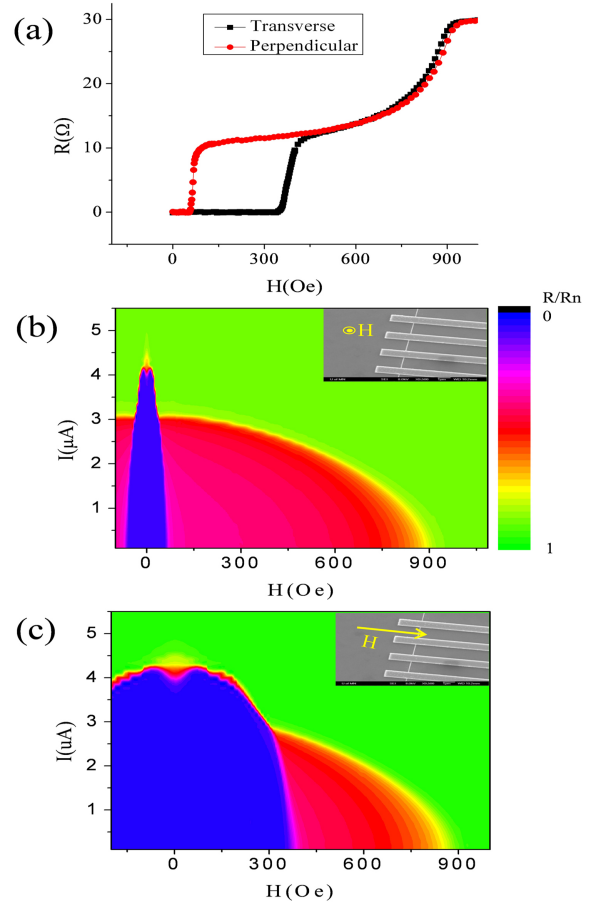 (a)
Transverse
Perpendicular
R(Ω)
30
20
10
0
0 300 600 900
H(Oe)
(b)
I(μA)
5
4
3
2
1
H
0 300 600 900
H(Oe)
R/Rn
0
1
(c)
I(uA)
5
4
3
2
1
H
0 300 600 900
H(Oe)